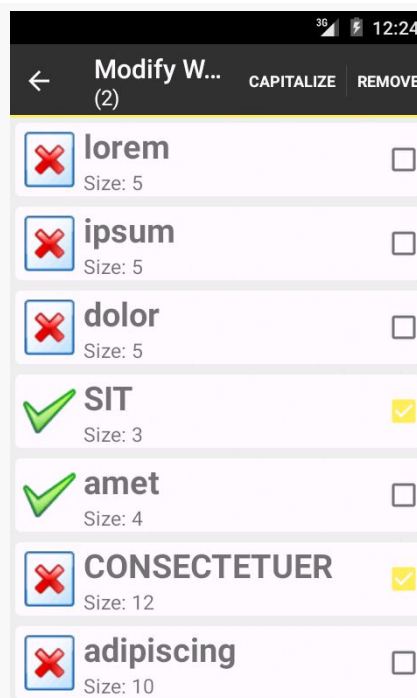 3G 12:24
Modify W...
(2)
CAPITALIZE REMOVE
lorem
Size: 5
ipsum
Size: 5
dolor
Size: 5
SIT
Size: 3
amet
Size: 4
CONSECTETUER
Size: 12
adipiscing
Size: 10